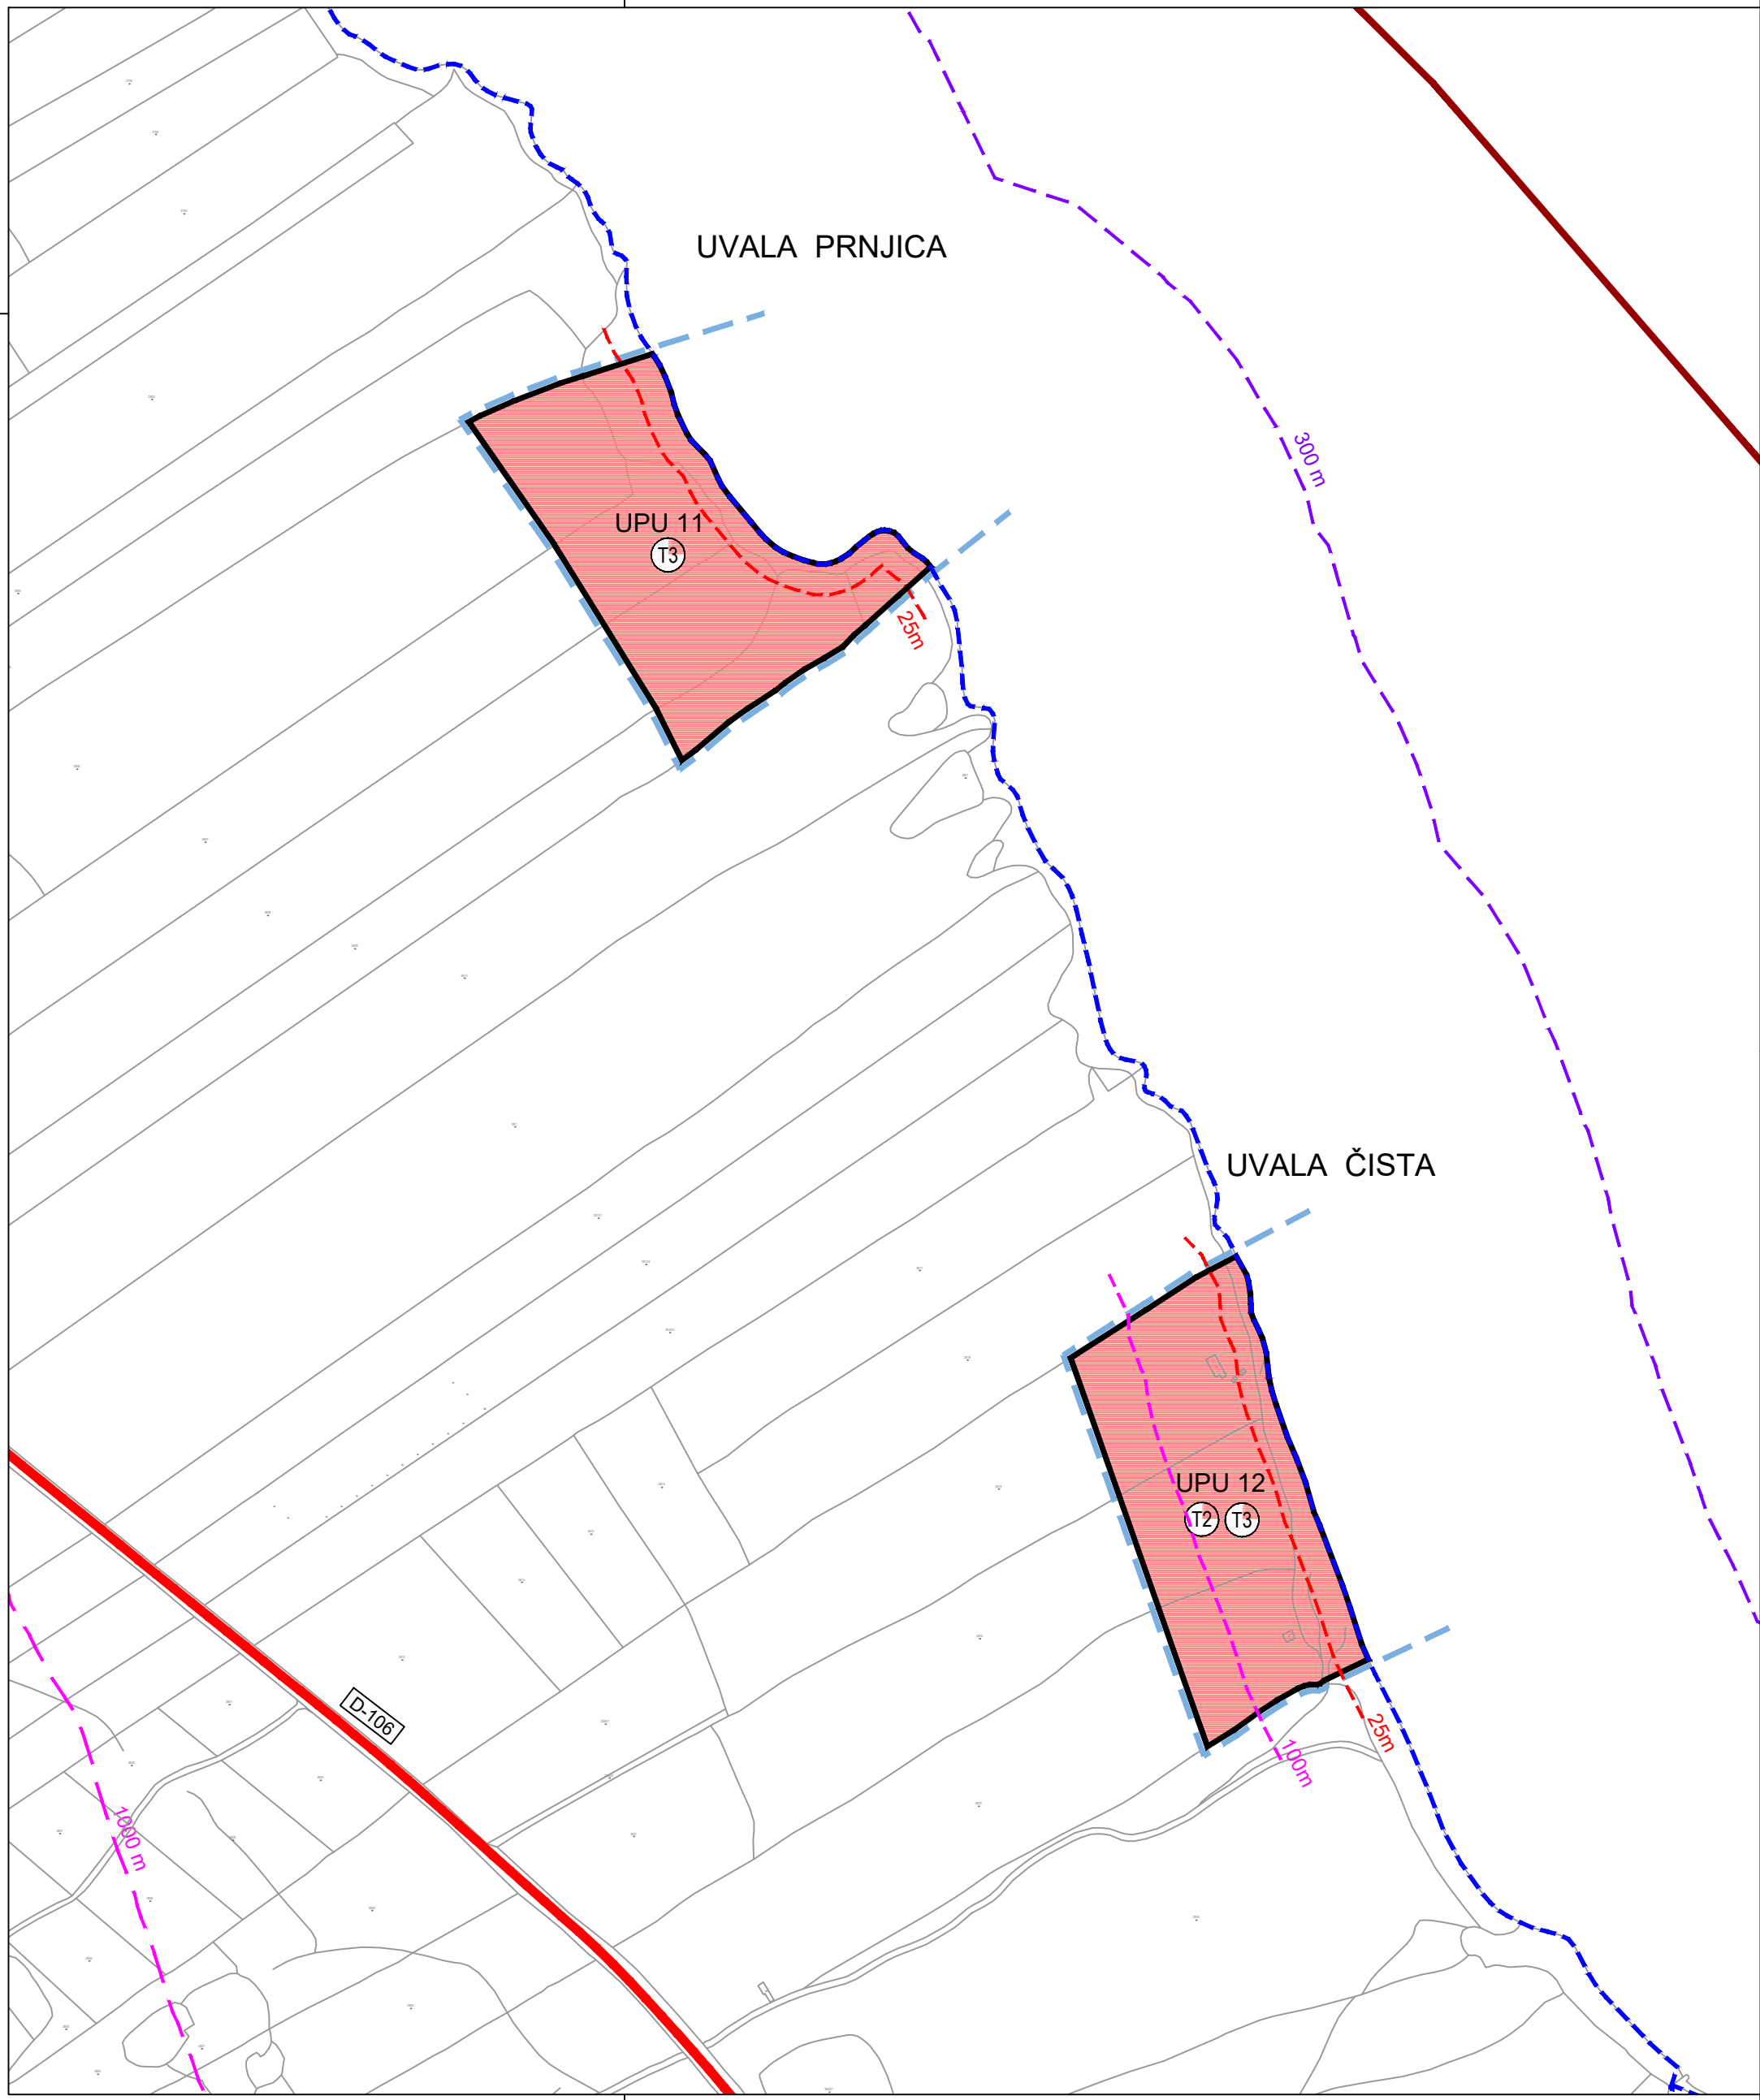 UVALA PRNJICA
300 m
UPU 11
T3
25m
UVALA ČISTA
UPU 12
T2 T3
D-106
25m
100m
1000 m